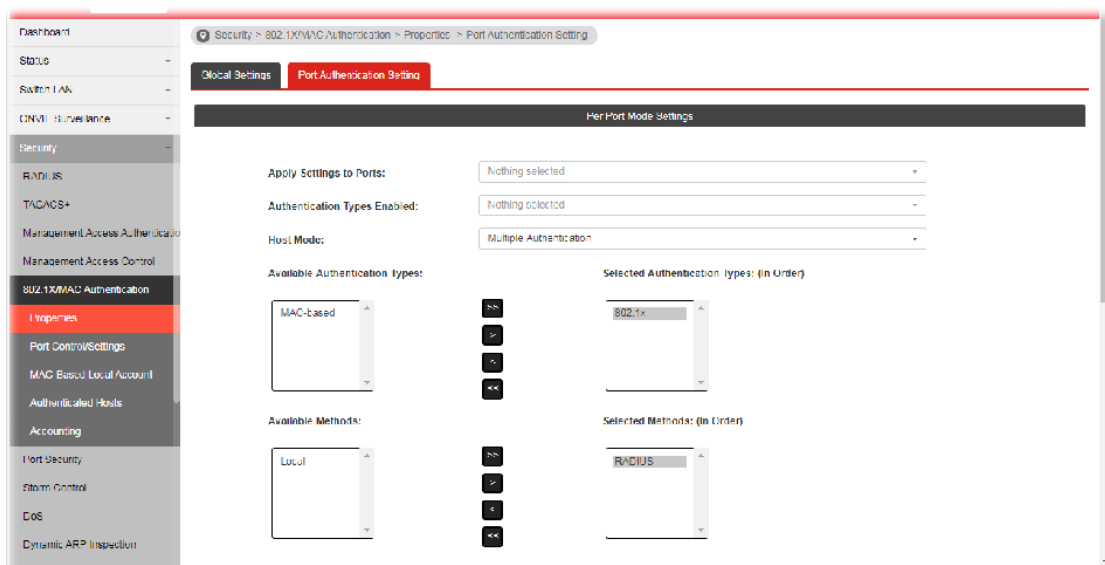 Dashboard
Security > 802.1X/MAC Authentication > Properties > Port Authentication Setting
Status
Switch LAN
ONVIF Surveillance
Security
RADIUS
TACACS+
Management Access Authenticatio
Management Access Control
802.1X/MAC Authentication
Properties
Port Control/Settings
MAC-Based Local Account
Authenticated Hosts
Accounting
Port Security
Storm Control
DoS
Dynamic ARP Inspection
Global Settings
Port Authentication Setting
Per Port Mode Settings
Apply Settings to Ports:
Nothing selected
Authentication Types Enabled:
Nothing selected
Host Mode:
Multiple Authentication
Available Authentication Types:
Selected Authentication Types: (In Order)
MAC-based
>>
>
<
<<
802.1x
Available Methods:
Selected Methods: (In Order)
Local
>>
>
<
<<
RADIUS